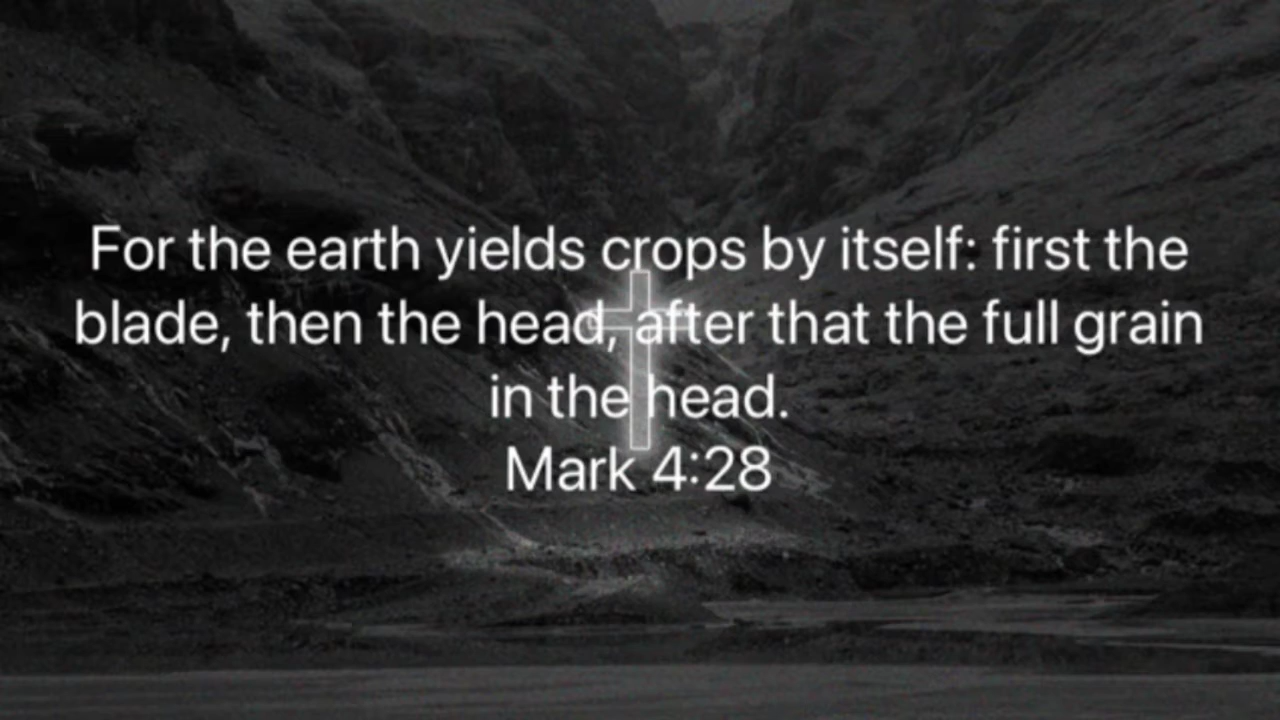 For the earth yields crops by itself: first the
blade, then the head, after that the full grain
in the head.
Mark 4:28